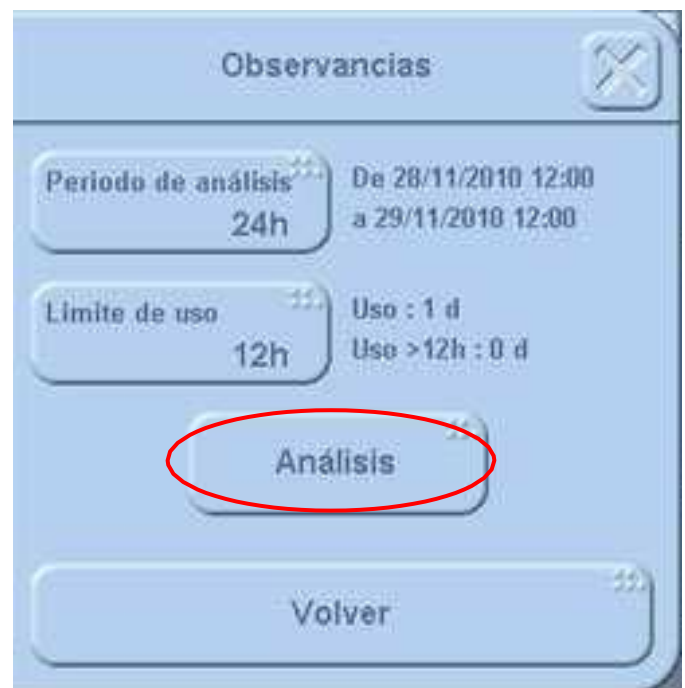 Observancias
Periodo de análisis
24h
De 28/11/2010 12:00
a 29/11/2010 12:00
Limite de uso
12h
Uso : 1 d
Uso >12h : 0 d
Análisis
Volver